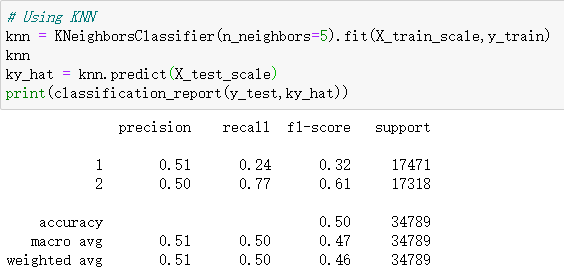 # Using KNN
knn = KNeighborsClassifier(n_neighbors=5).fit(X_train_scale,y_train)
knn
ky_hat = knn.predict(X_test_scale)
print(classification_report(y_test,ky_hat))
precision recall f1-score support
1 0.51 0.24 0.32 17471
2 0.50 0.77 0.61 17318
accuracy 0.50 34789
macro avg 0.51 0.50 0.47 34789
weighted avg 0.51 0.50 0.46 34789